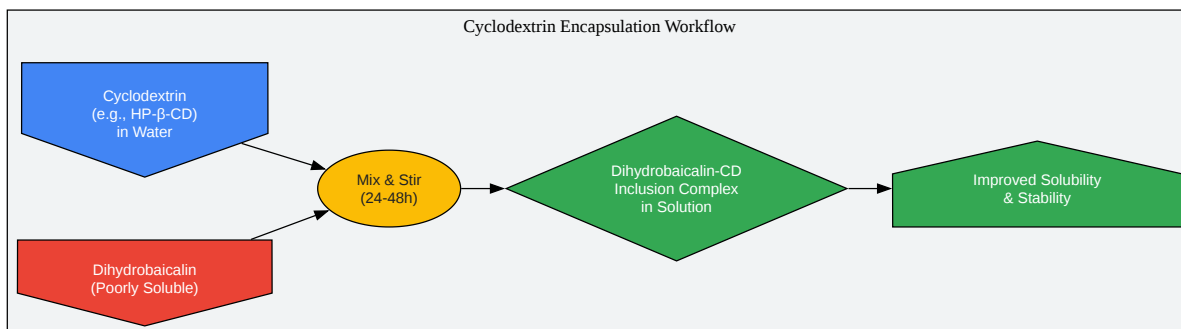 Cyclodextrin Encapsulation Workflow
Cyclodextrin
(e.g., HP-β-CD)
in Water
Dihydrobaicalin
(Poorly Soluble)
Mix & Stir
(24-48h)
Dihydrobaicalin-CD
Inclusion Complex
in Solution
Improved Solubility
& Stability